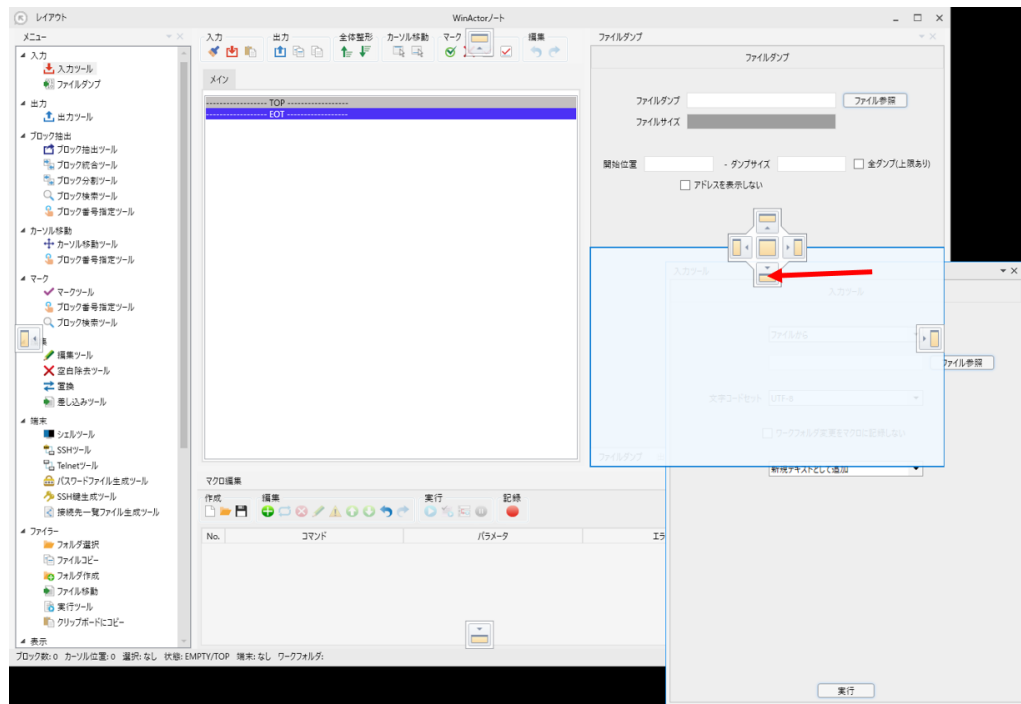 レイアウト
WinActorノート
メニュー
入力
入力ツール
ファイルダンプ
出力
出力ツール
ブロック抽出
ブロック抽出ツール
ブロック統合ツール
ブロック分割ツール
ブロック検索ツール
ブロック番号指定ツール
カーソル移動
カーソル移動ツール
ブロック番号指定ツール
マーク
マークツール
ブロック番号指定ツール
ブロック検索ツール
編集ツール
空白除去ツール
置換
差し込みツール
端末
シェルツール
SSHツール
Telnetツール
パスワードファイル生成ツール
SSH鍵生成ツール
接続先一覧ファイル生成ツール
ファイラー
フォルダ選択
ファイルコピー
フォルダ作成
ファイル移動
実行ツール
クリップボードにコピー
表示
入力 出力 全体整形 カーソル移動 マーク 編集
メイン
------------------ TOP ------------------
------------------ EOT ------------------
マクロ編集
作成 編集 実行 記録
No. コマンド パラメータ エラ
ファイルダンプ
ファイルダンプ
ファイルダンプ ファイル参照
ファイルサイズ
開始位置 - ダンプサイズ 全ダンプ(上限あり)
アドレスを表示しない
入力ツール
入力ツール
ファイルから
ファイル参照
文字コードセット UTF-8
ワークフォルダ変更をマクロに記録しない
ファイルダンプ
新規テキストとして追加
実行
ブロック数: 0 カーソル位置: 0 選択: なし 状態: EMPTY/TOP 端末: なし ワークフォルダ: